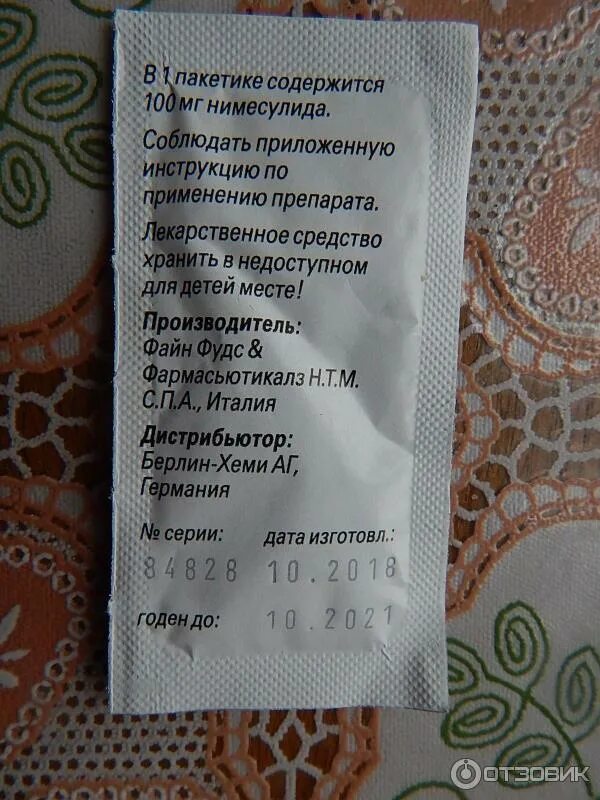 В 1 пакетике содержится
100 мг нимесулида.
Соблюдать приложенную
инструкцию по
применению препарата.
Лекарственное средство
хранить в недоступном
для детей месте!
Производитель:
Файн Фудс &
Фармасьютикалз Н.Т.М.
С.П.А., Италия
Дистрибьютор:
Берлин-Хеми АГ,
Германия
№ серии: дата изготовл.:
84828 10.2018
годен до: 10.2021
ОТЗОВИК